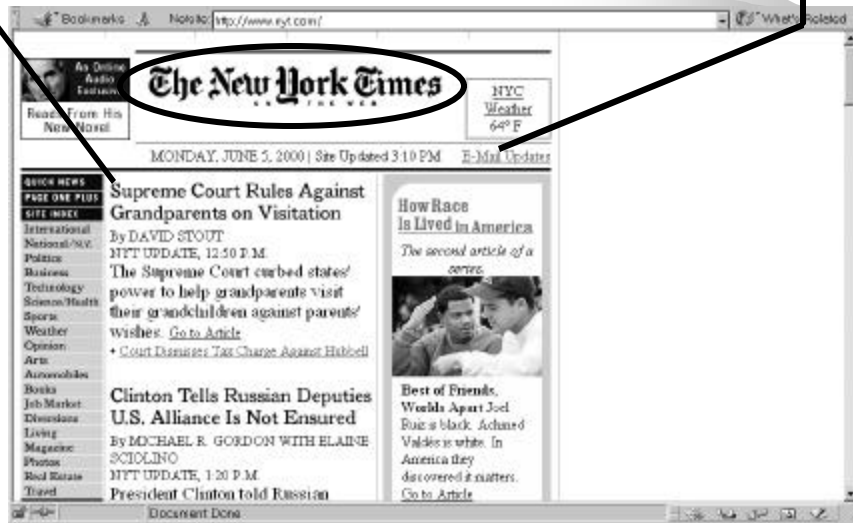 Bookmarks Netsite: http://www.nyt.com/ What's Related
An Online
Audio
Exclusive
Reads From His
New Novel
The New York Times
ON THE WEB
NYC
Weather
64° F
MONDAY, JUNE 5, 2000 | Site Updated 3:10 PM E-Mail Updates
QUICK NEWS
PAGE ONE PLUS
SITE INDEX
International
National/N.Y.
Politics
Business
Technology
Science/Health
Sports
Weather
Opinion
Arts
Automobiles
Books
Job Market
Diversions
Living
Magazine
Photos
Real Estate
Travel
Supreme Court Rules Against
Grandparents on Visitation
By DAVID STOUT
NYT UPDATE, 12:50 P.M.
The Supreme Court curbed states'
power to help grandparents visit
their grandchildren against parents'
wishes. Go to Article
• Court Dismisses Tax Charge Against Hubbell
Clinton Tells Russian Deputies
U.S. Alliance Is Not Ensured
By MICHAEL R. GORDON WITH ELAINE
SCIOLINO
NYT UPDATE, 1:20 P.M.
President Clinton told Russian
How Race
Is Lived in America
The second article of a
series.
Best of Friends,
Worlds Apart Joel
Ruiz is black. Achmed
Valdés is white. In
America they
discovered it matters.
Go to Article
Document Done